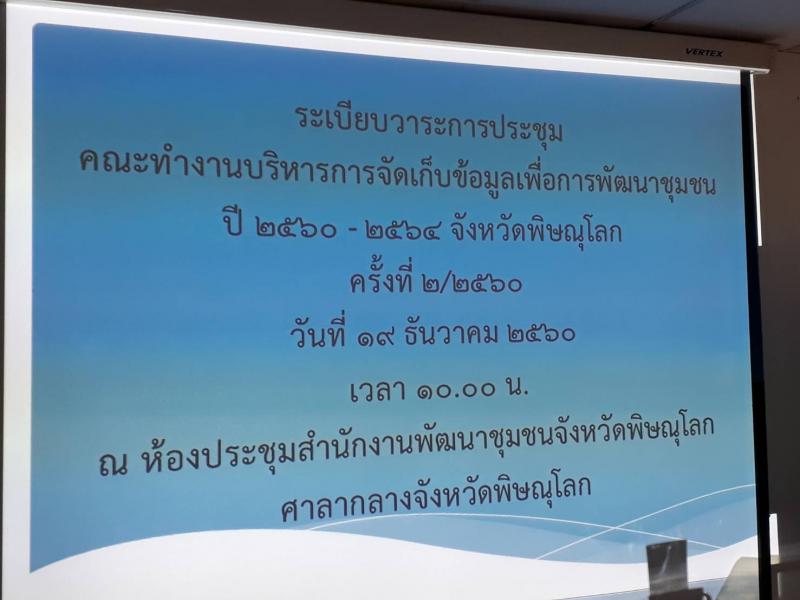 VERTEX
ระเบียบวาระการประชุม
คณะทำงานบริหารการจัดเก็บข้อมูลเพื่อการพัฒนาชุมชน
ปี ๒๕๖๐ - ๒๕๖๔ จังหวัดพิษณุโลก
ครั้งที่ ๒/๒๕๖๐
วันที่ ๑๙ ธันวาคม ๒๕๖๐
เวลา ๑๐.๐๐ น.
ณ ห้องประชุมสำนักงานพัฒนาชุมชนจังหวัดพิษณุโลก
ศาลากลางจังหวัดพิษณุโลก